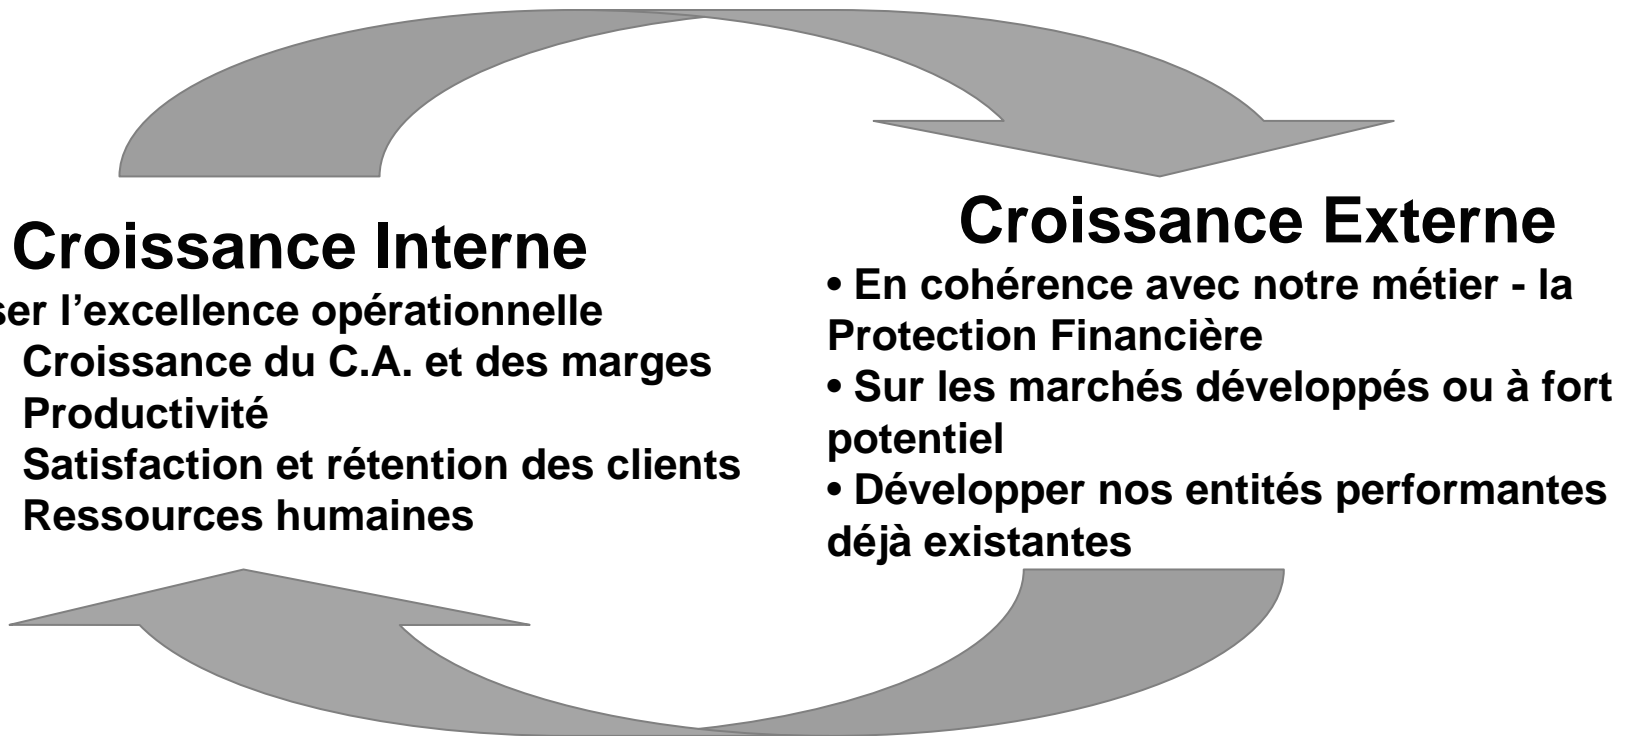 Croissance Interne
ser l’excellence opérationnelle
Croissance du C.A. et des marges
Productivité
Satisfaction et rétention des clients
Ressources humaines
Croissance Externe
• En cohérence avec notre métier - la
Protection Financière
• Sur les marchés développés ou à fort
potentiel
• Développer nos entités performantes
déjà existantes